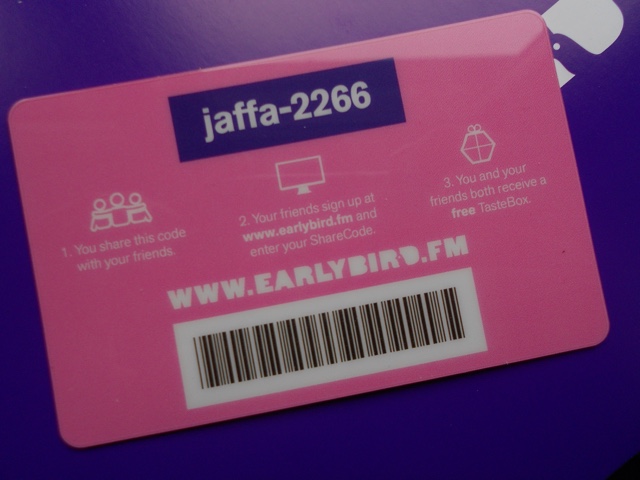 jaffa-2266
1. You share this code
with your friends.
2. Your friends sign up at
www.earlybird.fm and
enter your ShareCode.
3. You and your
friends both receive a
free TasteBox.
WWW.EARLYBIRD.FM